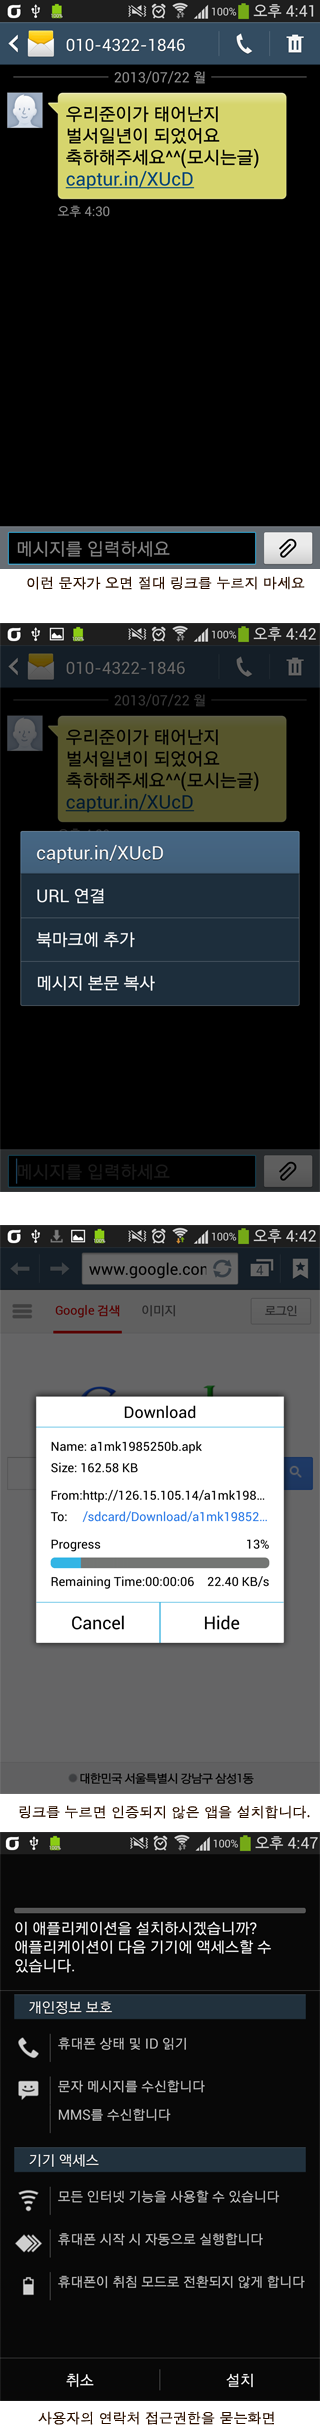 100% 오후 4:41
010-4322-1846
2013/07/22 월
우리준이가 태어난지
벌서일년이 되었어요
축하해주세요^^(모시는글)
captur.in/XUcD
오후 4:30
메시지를 입력하세요
이런 문자가 오면 절대 링크를 누르지 마세요
100% 오후 4:42
010-4322-1846
2013/07/22 월
우리준이가 태어난지
벌서일년이 되었어요
축하해주세요^^(모시는글)
captur.in/XUcD
captur.in/XUcD
URL 연결
북마크에 추가
메시지 본문 복사
메시지를 입력하세요
100% 오후 4:42
www.google.con
4
Google 검색 이미지 로그인
Download
Name: a1mk1985250b.apk
Size: 162.58 KB
From:http://126.15.105.14/a1mk198...
To: /sdcard/Download/a1mk19852...
Progress 13%
Remaining Time:00:00:06 22.40 KB/s
Cancel Hide
대한민국 서울특별시 강남구 삼성1동
링크를 누르면 인증되지 않은 앱을 설치합니다.
100% 오후 4:47
이 애플리케이션을 설치하시겠습니까?
애플리케이션이 다음 기기에 액세스할 수
있습니다.
개인정보 보호
휴대폰 상태 및 ID 읽기
문자 메시지를 수신합니다
MMS를 수신합니다
기기 액세스
모든 인터넷 기능을 사용할 수 있습니다
휴대폰 시작 시 자동으로 실행합니다
휴대폰이 취침 모드로 전환되지 않게 합니다
취소 설치
사용자의 연락처 접근권한을 묻는화면